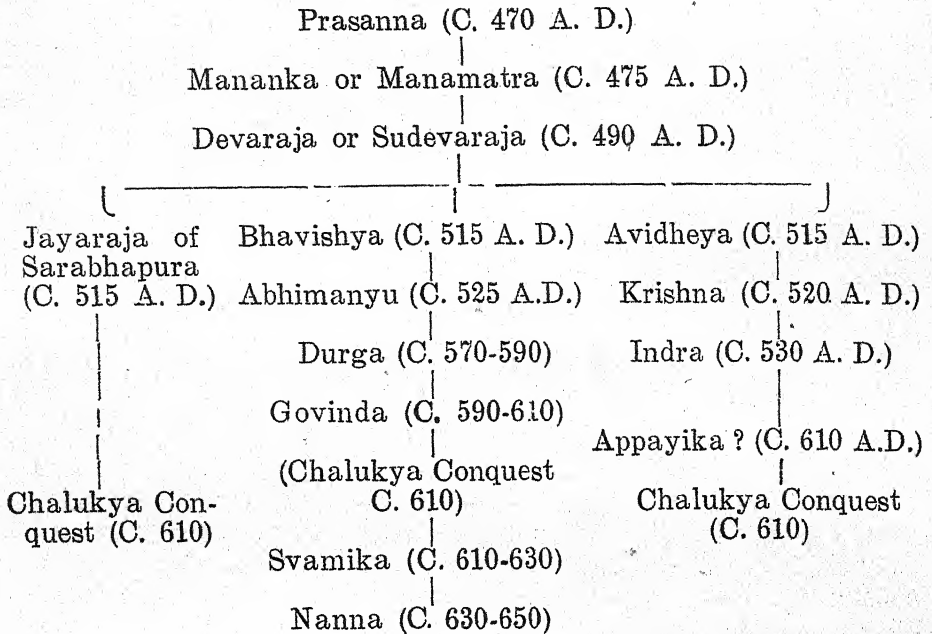 Prasanna (C. 470 A. D.)
Mananka or Manamatra (C. 475 A. D.)
Devaraja or Sudevaraja (C. 490 A. D.)
Jayaraja of Bhavishya (C. 515 A. D.) Avidheya (C. 515 A. D.)
Sarabhapura
(C. 515 A. D.) Abhimanyu (C. 525 A.D.) Krishna (C. 520 A. D.)
Durga (C. 570-590) Indra (C. 530 A. D.)
Govinda (C. 590-610)
Appayika ? (C. 610 A.D.)
(Chalukya Conquest
Chalukya Con- C. 610) Chalukya Conquest
quest (C. 610) (C. 610)
Svamika (C. 610-630)
Nanna (C. 630-650)